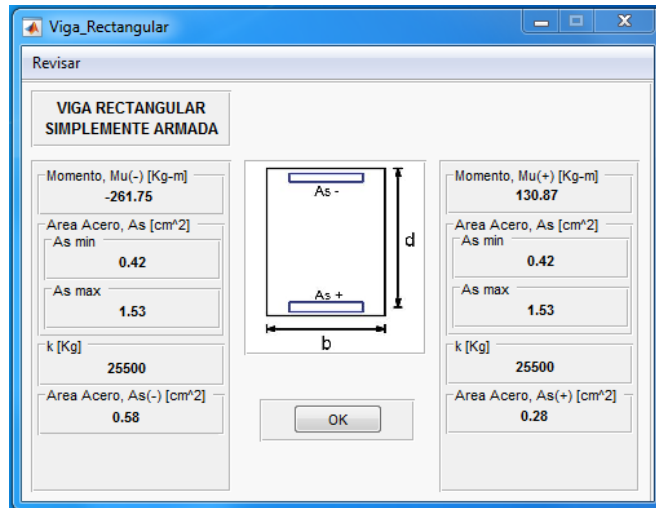 Viga_Rectangular
Revisar
VIGA RECTANGULAR
SIMPLEMENTE ARMADA
Momento, Mu(-) [Kg-m]
-261.75
Area Acero, As [cm^2]
As min
0.42
As max
1.53
k [Kg]
25500
Area Acero, As(-) [cm^2]
0.58
As -
d
As +
b
OK
Momento, Mu(+) [Kg-m]
130.87
Area Acero, As [cm^2]
As min
0.42
As max
1.53
k [Kg]
25500
Area Acero, As(+) [cm^2]
0.28